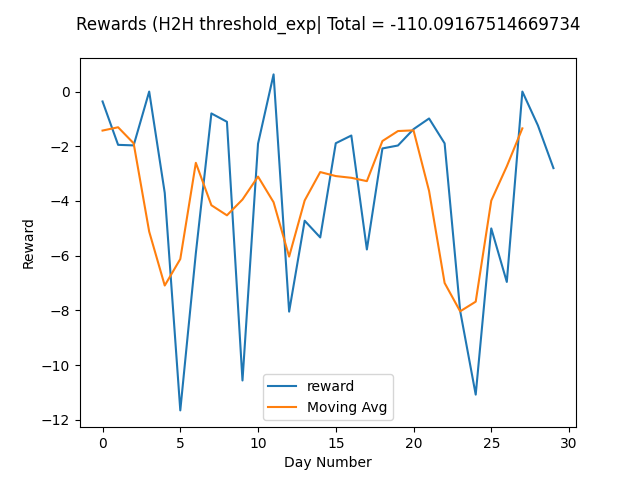 Rewards (H2H threshold_exp| Total = -110.09167514669734
0
−2
−4
−6
−8
−10
−12
Reward
reward
Moving Avg
0 5 10 15 20 25 30
Day Number